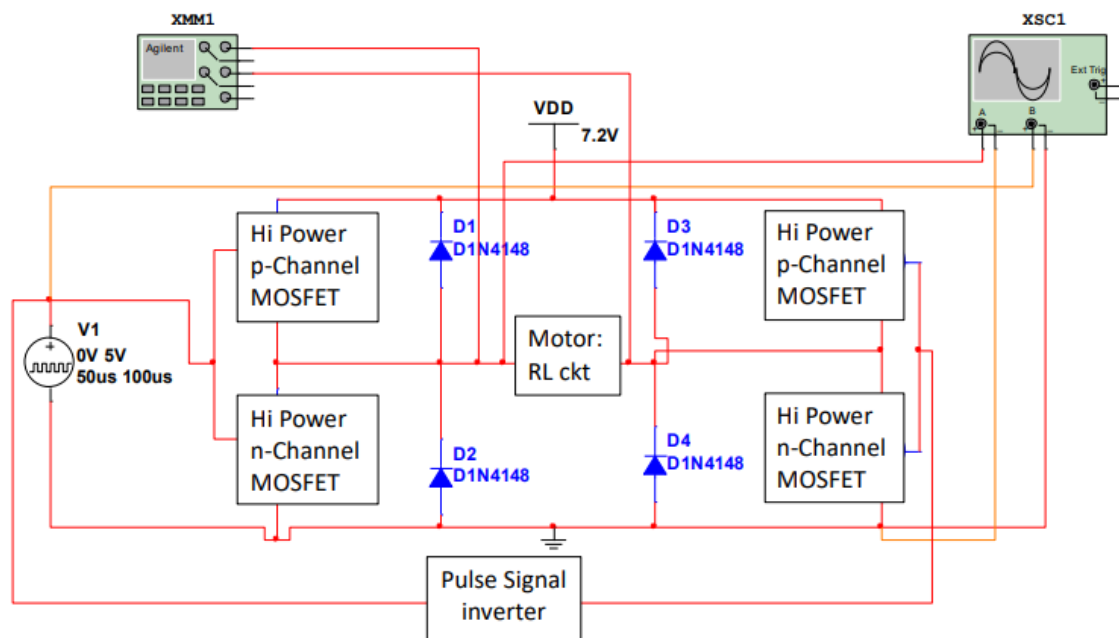 XMM1
Agilent
XSC1
Ext Trig
+
_
A
B
+
_
+
_
VDD
7.2V
Hi Power
p-Channel
MOSFET
D1
D1N4148
D3
D1N4148
Hi Power
p-Channel
MOSFET
V1
0V 5V
50us 100us
+
Motor:
RL ckt
Hi Power
n-Channel
MOSFET
D2
D1N4148
D4
D1N4148
Hi Power
n-Channel
MOSFET
Pulse Signal
inverter